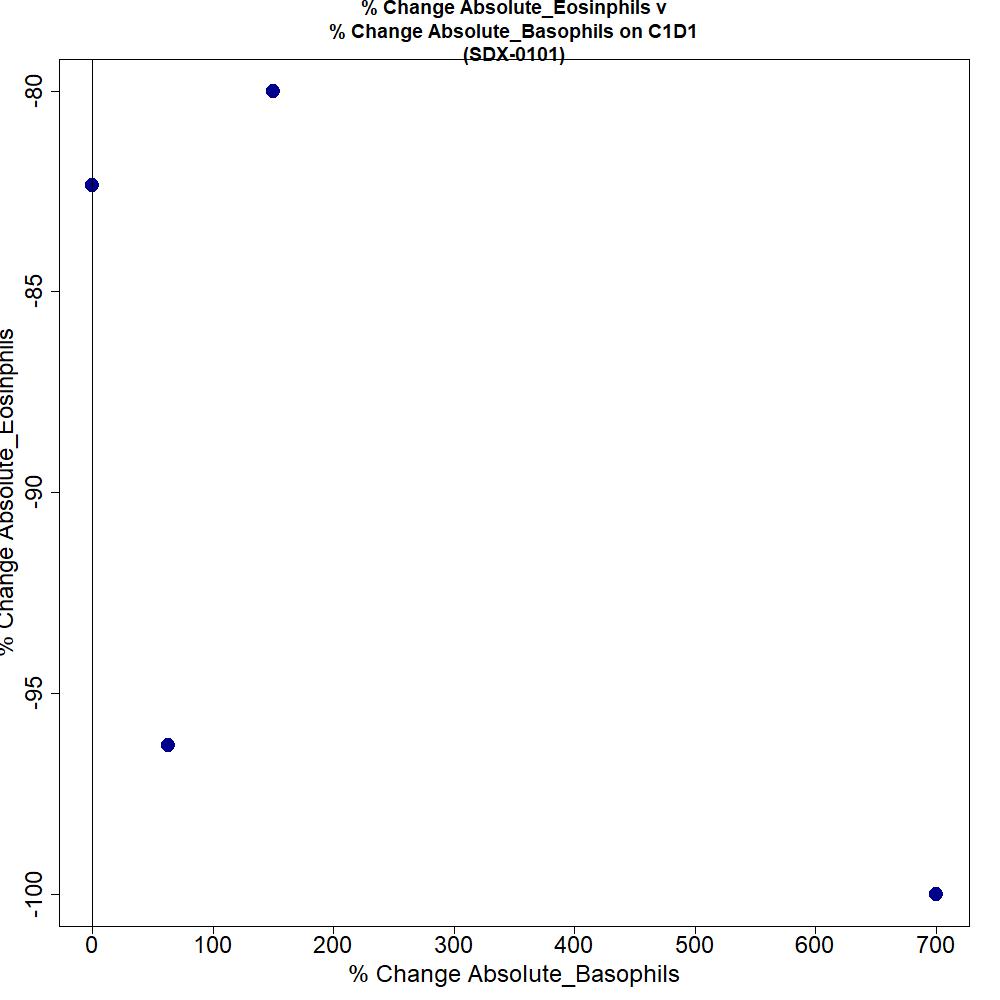 % Change Absolute_Eosinphils v
% Change Absolute_Basophils on C1D1
(SDX-0101)
% Change Absolute_Eosinphils
-80
-85
-90
-95
-100
0 100 200 300 400 500 600 700
% Change Absolute_Basophils